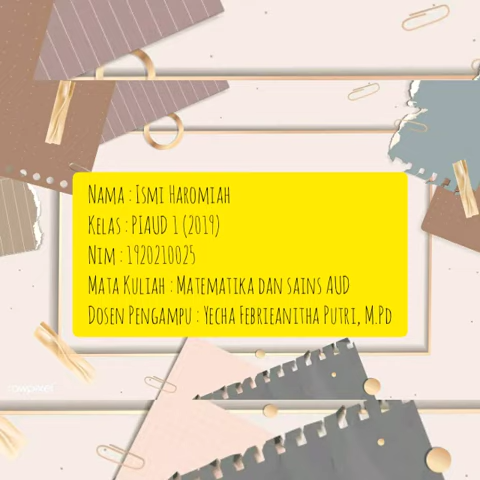 Nama : Ismi Haromiah
Kelas : PIAUD 1 (2019)
Nim : 1920210025
Mata Kuliah : Matematika dan sains AUD
Dosen Pengampu : Yecha Febrieanitha Putri, M.Pd
rawpixel